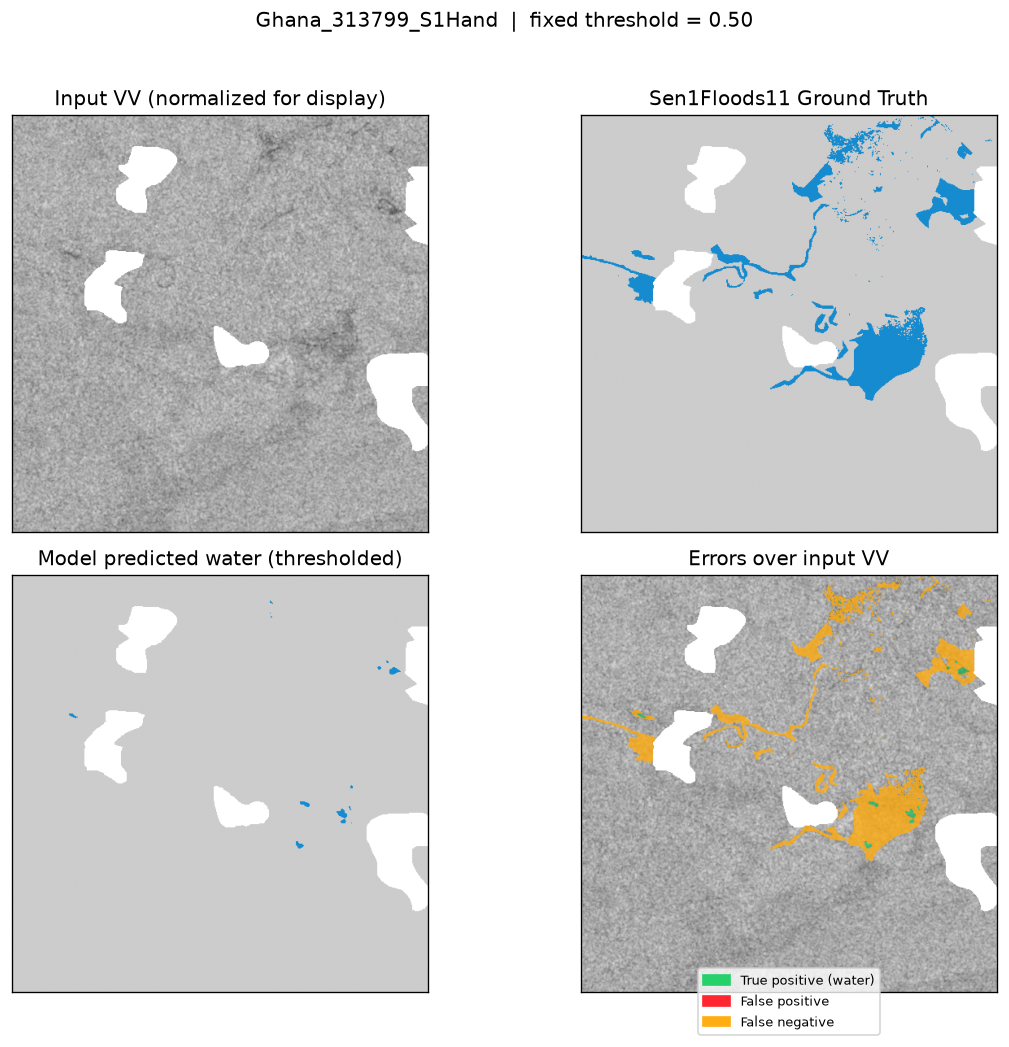 Ghana_313799_S1Hand  |  fixed threshold = 0.50
Input VV (normalized for display)
Sen1Floods11 Ground Truth
Model predicted water (thresholded)
Errors over input VV
True positive (water)
False positive
False negative